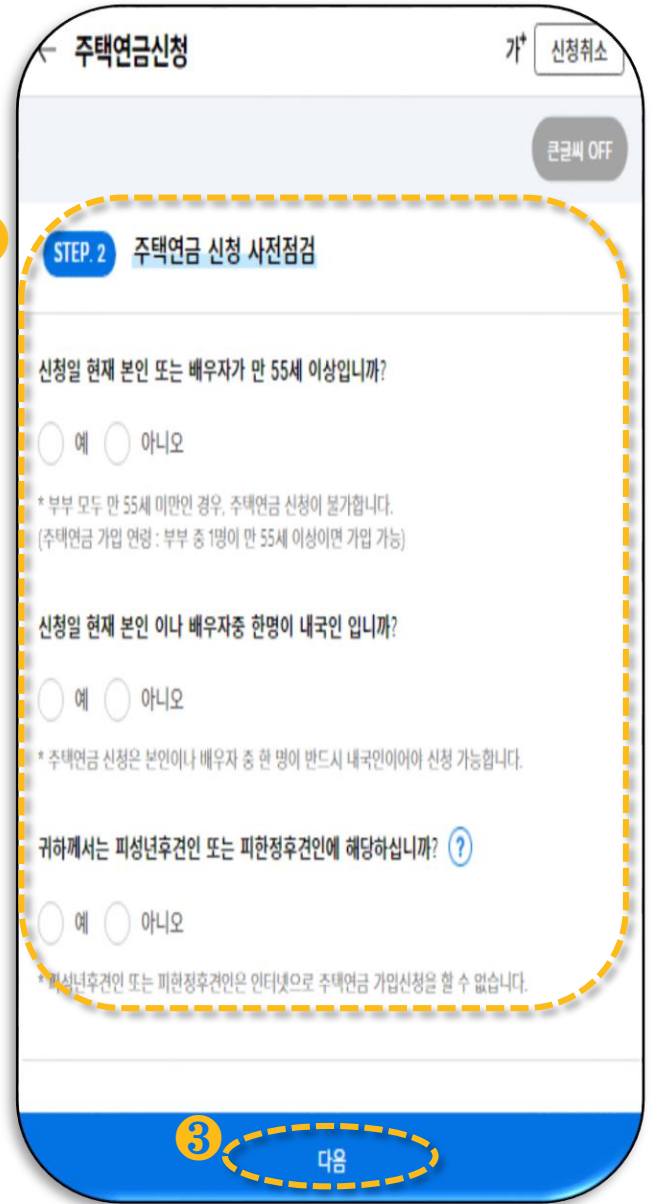 ← 주택연금신청
가+ 신청취소
큰글씨 OFF
STEP. 2 주택연금 신청 사전점검
신청일 현재 본인 또는 배우자가 만 55세 이상입니까?
예 아니오
* 부부 모두 만 55세 미만인 경우, 주택연금 신청이 불가합니다.
(주택연금 가입 연령 : 부부 중 1명이 만 55세 이상이면 가입 가능)
신청일 현재 본인 이나 배우자중 한명이 내국인 입니까?
예 아니오
* 주택연금 신청은 본인이나 배우자 중 한 명이 반드시 내국인이어야 신청 가능합니다.
귀하께서는 피성년후견인 또는 피한정후견인에 해당하십니까? ?
예 아니오
* 피성년후견인 또는 피한정후견인은 인터넷으로 주택연금 가입신청을 할 수 없습니다.
3
다음